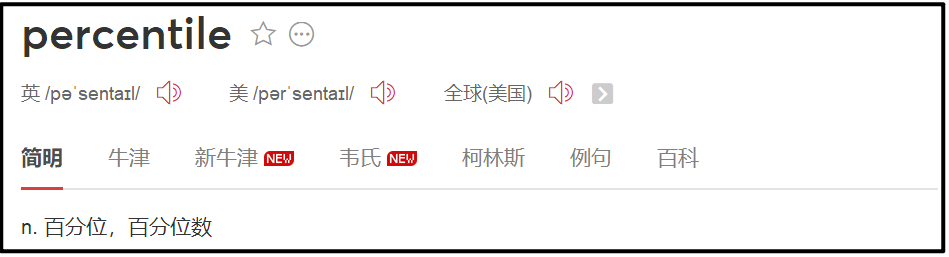 percentile
英 /pəˈsentaɪl/ 美 /pərˈsentaɪl/ 全球(美国)
简明 牛津 新牛津 NEW 韦氏 NEW 柯林斯 例句 百科
n. 百分位，百分位数